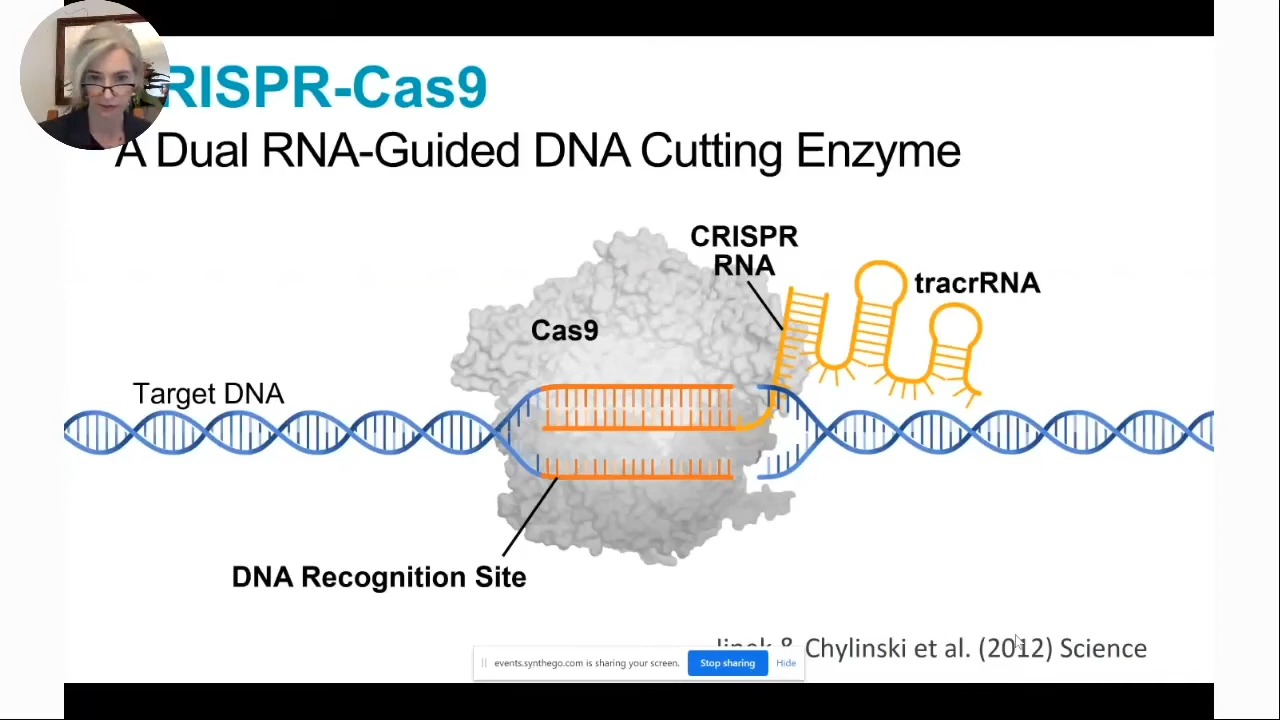 RISPR-Cas9
A Dual RNA-Guided DNA Cutting Enzyme
CRISPR
RNA
tracrRNA
Cas9
Target DNA
DNA Recognition Site
Chylinski et al. (2012) Science
events.synthego.com is sharing your screen.
Stop sharing
Hide